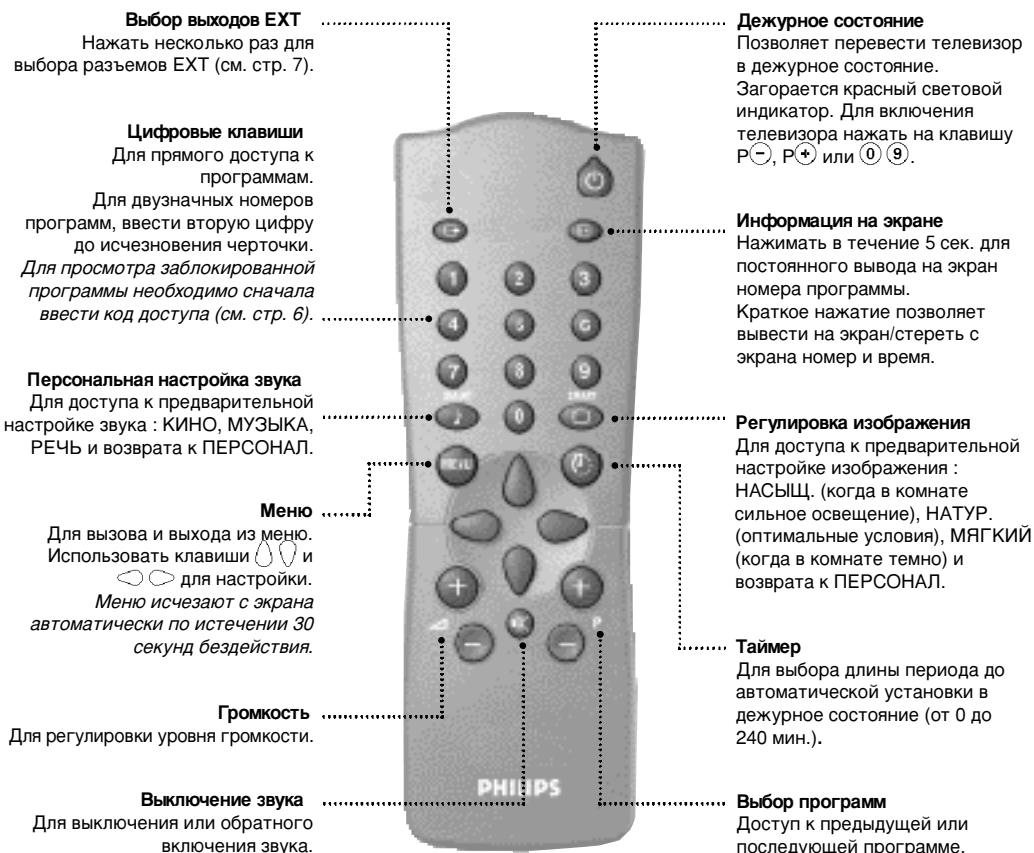 Выбор выходов EXT
Нажать несколько раз для
выбора разъемов EXT (см. стр. 7).
Цифровые клавиши
Для прямого доступа к
программам.
Для двузначных номеров
программ, ввести вторую цифру
до исчезновения черточки.
Для просмотра заблокированной
программы необходимо сначала
ввести код доступа (см. стр. 6).
Персональная настройка звука
Для доступа к предварительной
настройке звука : КИНО, МУЗЫКА,
РЕЧЬ и возврата к ПЕРСОНАЛ.
Меню
Для вызова и выхода из меню.
Использовать клавиши и
для настройки.
Меню исчезают с экрана
автоматически по истечении 30
секунд бездействия.
Громкость
Для регулировки уровня громкости.
Выключение звука
Для выключения или обратного
включения звука.
1 2 3
4 5 6
7 8 9
0
MENU
+ +
P
- -
PHILIPS
Дежурное состояние
Позволяет перевести телевизор
в дежурное состояние.
Загорается красный световой
индикатор. Для включения
телевизора нажать на клавишу
P-, P+ или 0 9.
Информация на экране
Нажимать в течение 5 сек. для
постоянного вывода на экран
номера программы.
Краткое нажатие позволяет
вывести на экран/стереть с
экрана номер и время.
Регулировка изображения
Для доступа к предварительной
настройке изображения :
НАСЫЩ. (когда в комнате
сильное освещение), НАТУР.
(оптимальные условия), МЯГКИЙ
(когда в комнате темно) и
возврата к ПЕРСОНАЛ.
Таймер
Для выбора длины периода до
автоматической установки в
дежурное состояние (от 0 до
240 мин.).
Выбор программ
Доступ к предыдущей или
последующей программе.